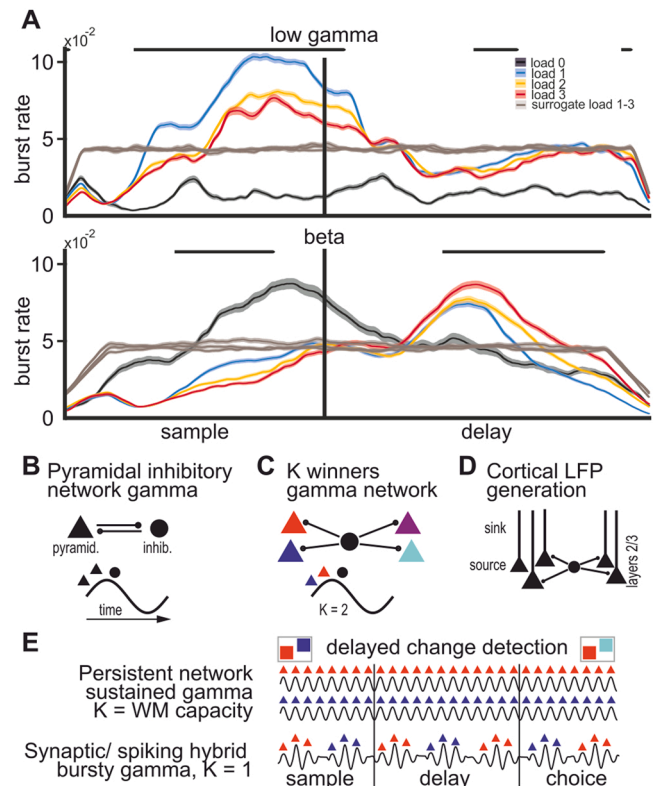 A
x10⁻²
low gamma
10
5
0
burst rate
load 0
load 1
load 2
load 3
surrogate load 1-3
x10⁻²
beta
10
5
0
burst rate
sample
delay
B Pyramidal inhibitory
network gamma
pyramid.
inhib.
time
C K winners
gamma network
K = 2
D Cortical LFP
generation
sink
source
layers 2/3
E
delayed change detection
Persistent network
sustained gamma
K = WM capacity
Synaptic/ spiking hybrid
bursty gamma, K = 1
sample
delay
choice